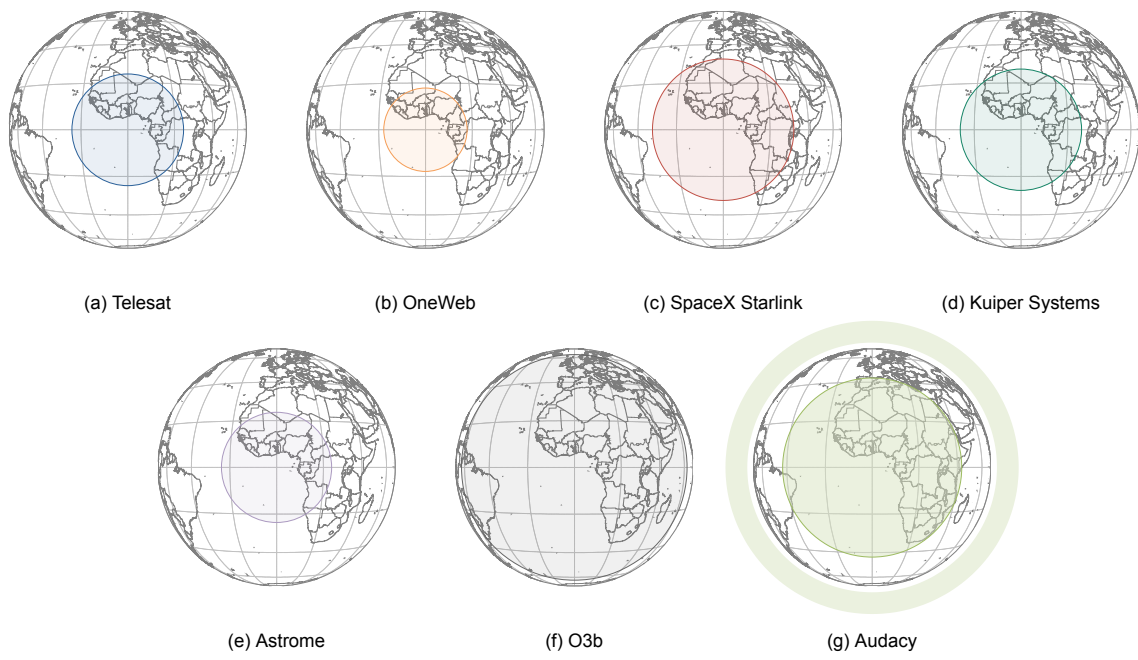 (a) Telesat
(b) OneWeb
(c) SpaceX Starlink
(d) Kuiper Systems
(e) Astrome
(f) O3b
(g) Audacy